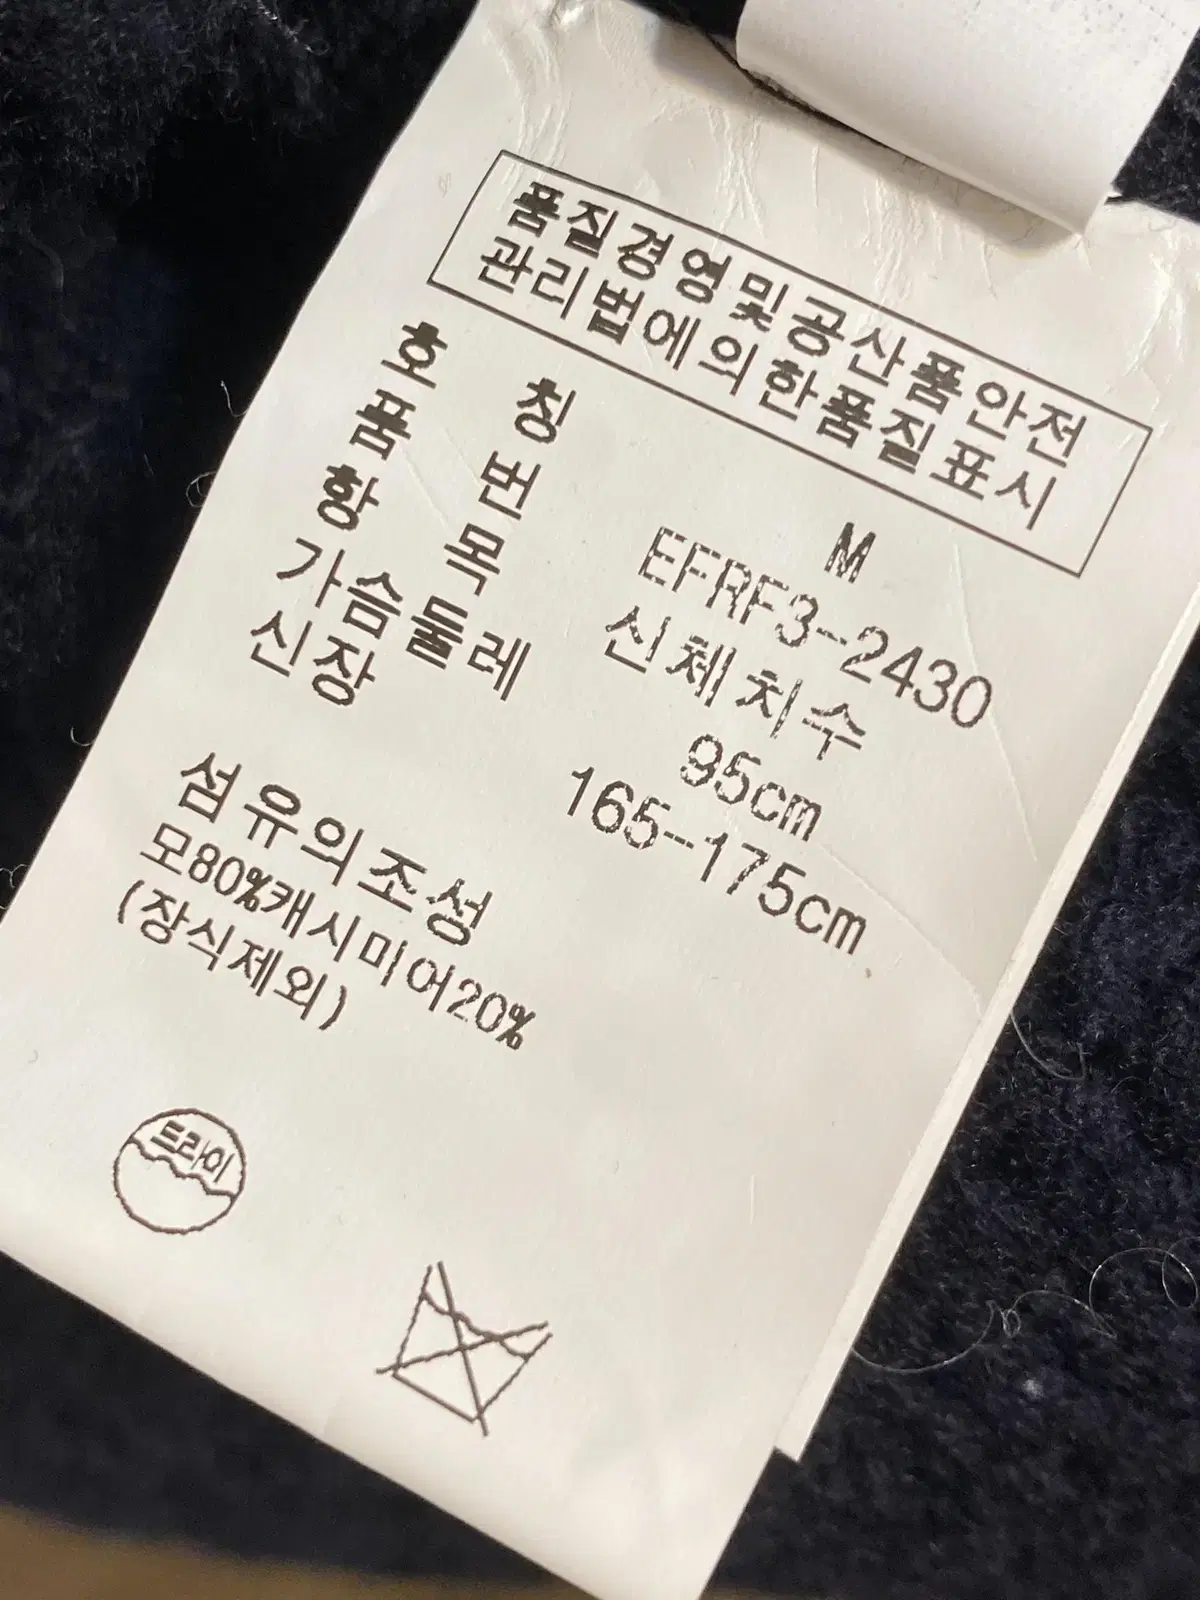 품질경영및공산품안전
관리법에의한품질표시
호 칭 M
품 번 EFRF3-2430
항 목 신체치수
가슴둘레 95cm
신장 165-175cm
섬유의조성
모80%캐시미어20%
(장식제외)
드라이